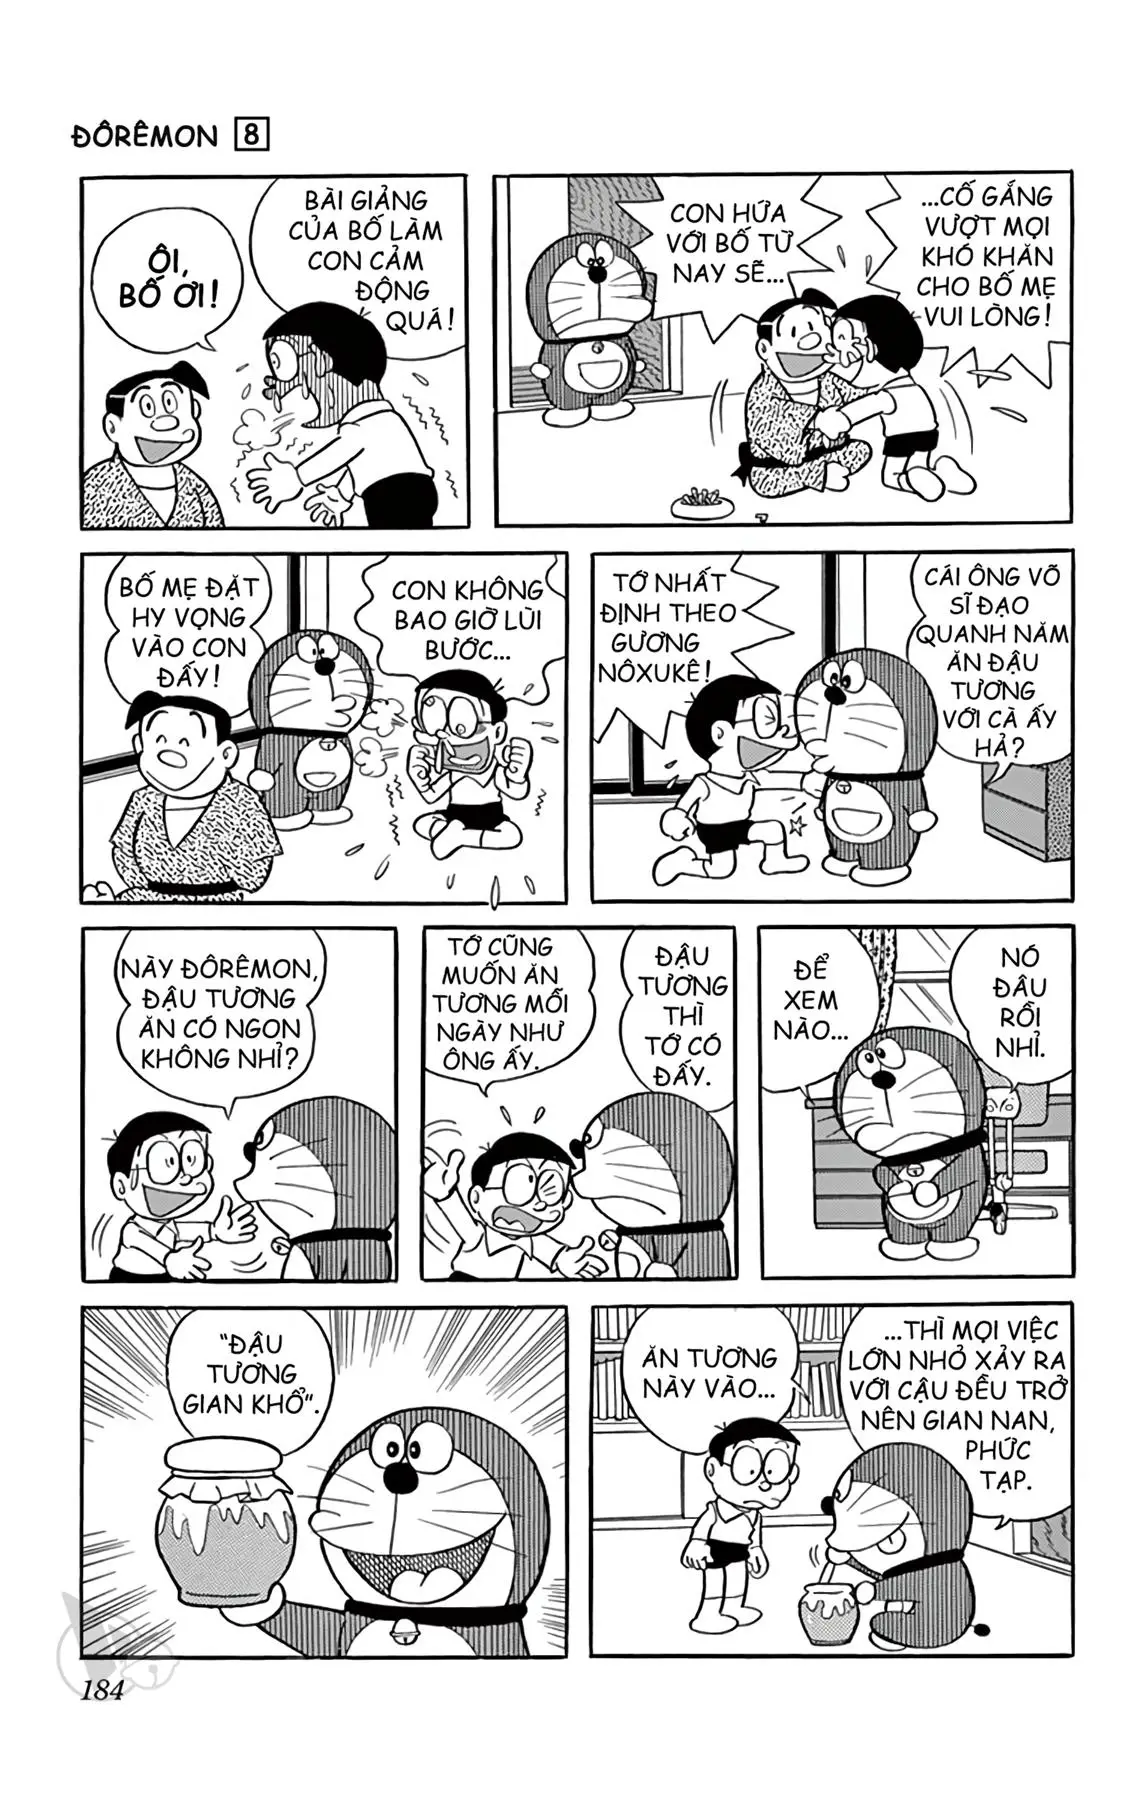 ĐÔRÊMON 8
ÔI,
BỐ ƠI!
BÀI GIẢNG
CỦA BỐ LÀM
CON CẢM
ĐỘNG
QUÁ!
CON HỨA
VỚI BỐ TỪ
NAY SẼ...
...CỐ GẮNG
VƯỢT MỌI
KHÓ KHĂN
CHO BỐ MẸ
VUI LÒNG!
BỐ MẸ ĐẶT
HY VỌNG
VÀO CON
ĐẤY!
CON KHÔNG
BAO GIỜ LÙI
BƯỚC...
TỚ NHẤT
ĐỊNH THEO
GƯƠNG
NÔXUKÊ!
CÁI ÔNG VÕ
SĨ ĐẠO
QUANH NĂM
ĂN ĐẬU
TƯƠNG
VỚI CÀ ẤY
HẢ?
NÀY ĐÔRÊMON,
ĐẬU TƯƠNG
ĂN CÓ NGON
KHÔNG NHỈ?
TỚ CŨNG
MUỐN ĂN
TƯƠNG MỖI
NGÀY NHƯ
ÔNG ẤY.
ĐẬU
TƯƠNG
THÌ
TỚ CÓ
ĐẤY.
ĐỂ
XEM
NÀO...
NÓ
ĐÂU
RỒI
NHỈ.
"ĐẬU
TƯƠNG
GIAN KHỔ".
ĂN TƯƠNG
NÀY VÀO...
...THÌ MỌI VIỆC
LỚN NHỎ XẢY RA
VỚI CẬU ĐỀU TRỞ
NÊN GIAN NAN,
PHỨC
TẠP.
184